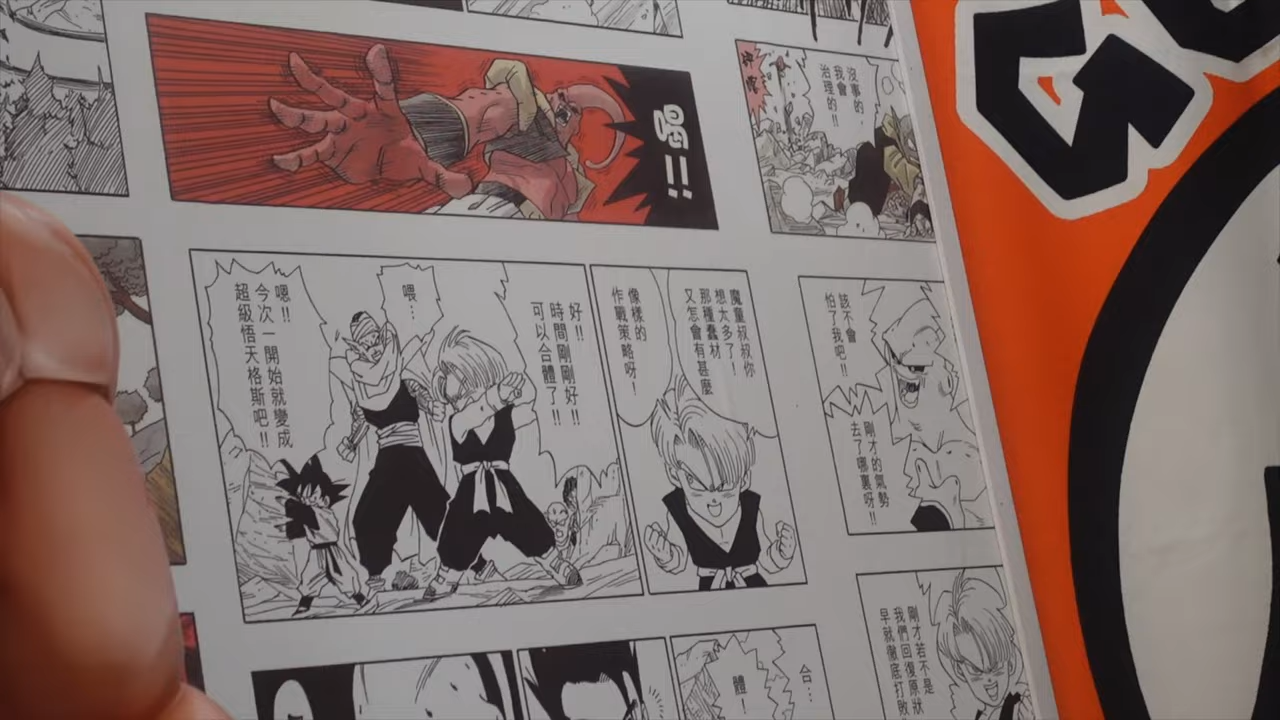 沒事的，
我會
治理的!!
喝!!
該不會
怕了我吧!!
剛才的氣勢
去了哪裏呀!!
魔童叔叔你
想太多了！
那種蠢材
又怎會有甚麼
像樣的
作戰策略呀！
好!!
時間剛剛好!!
可以合體了!!
喂…
嗯!!
今次一開始就變成
超級悟天格斯吧!!
剛才若不是
我們回復原狀
早就徹底打敗
合…
體！